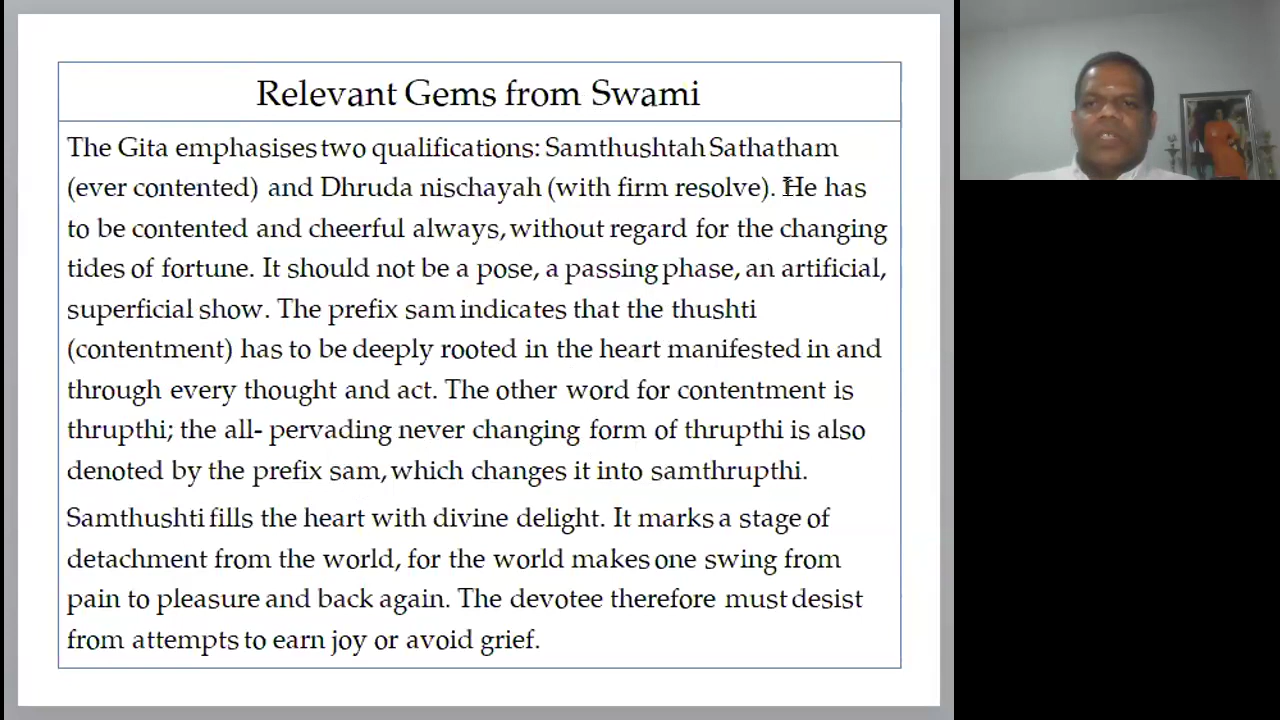 Relevant Gems from Swami
The Gita emphasises two qualifications: Samthushtah Sathatham
(ever contented) and Dhruda nischayah (with firm resolve). He has
to be contented and cheerful always, without regard for the changing
tides of fortune. It should not be a pose, a passing phase, an artificial,
superficial show. The prefix sam indicates that the thushti
(contentment) has to be deeply rooted in the heart manifested in and
through every thought and act. The other word for contentment is
thrupthi; the all- pervading never changing form of thrupthi is also
denoted by the prefix sam, which changes it into samthrupthi.
Samthushti fills the heart with divine delight. It marks a stage of
detachment from the world, for the world makes one swing from
pain to pleasure and back again. The devotee therefore must desist
from attempts to earn joy or avoid grief.